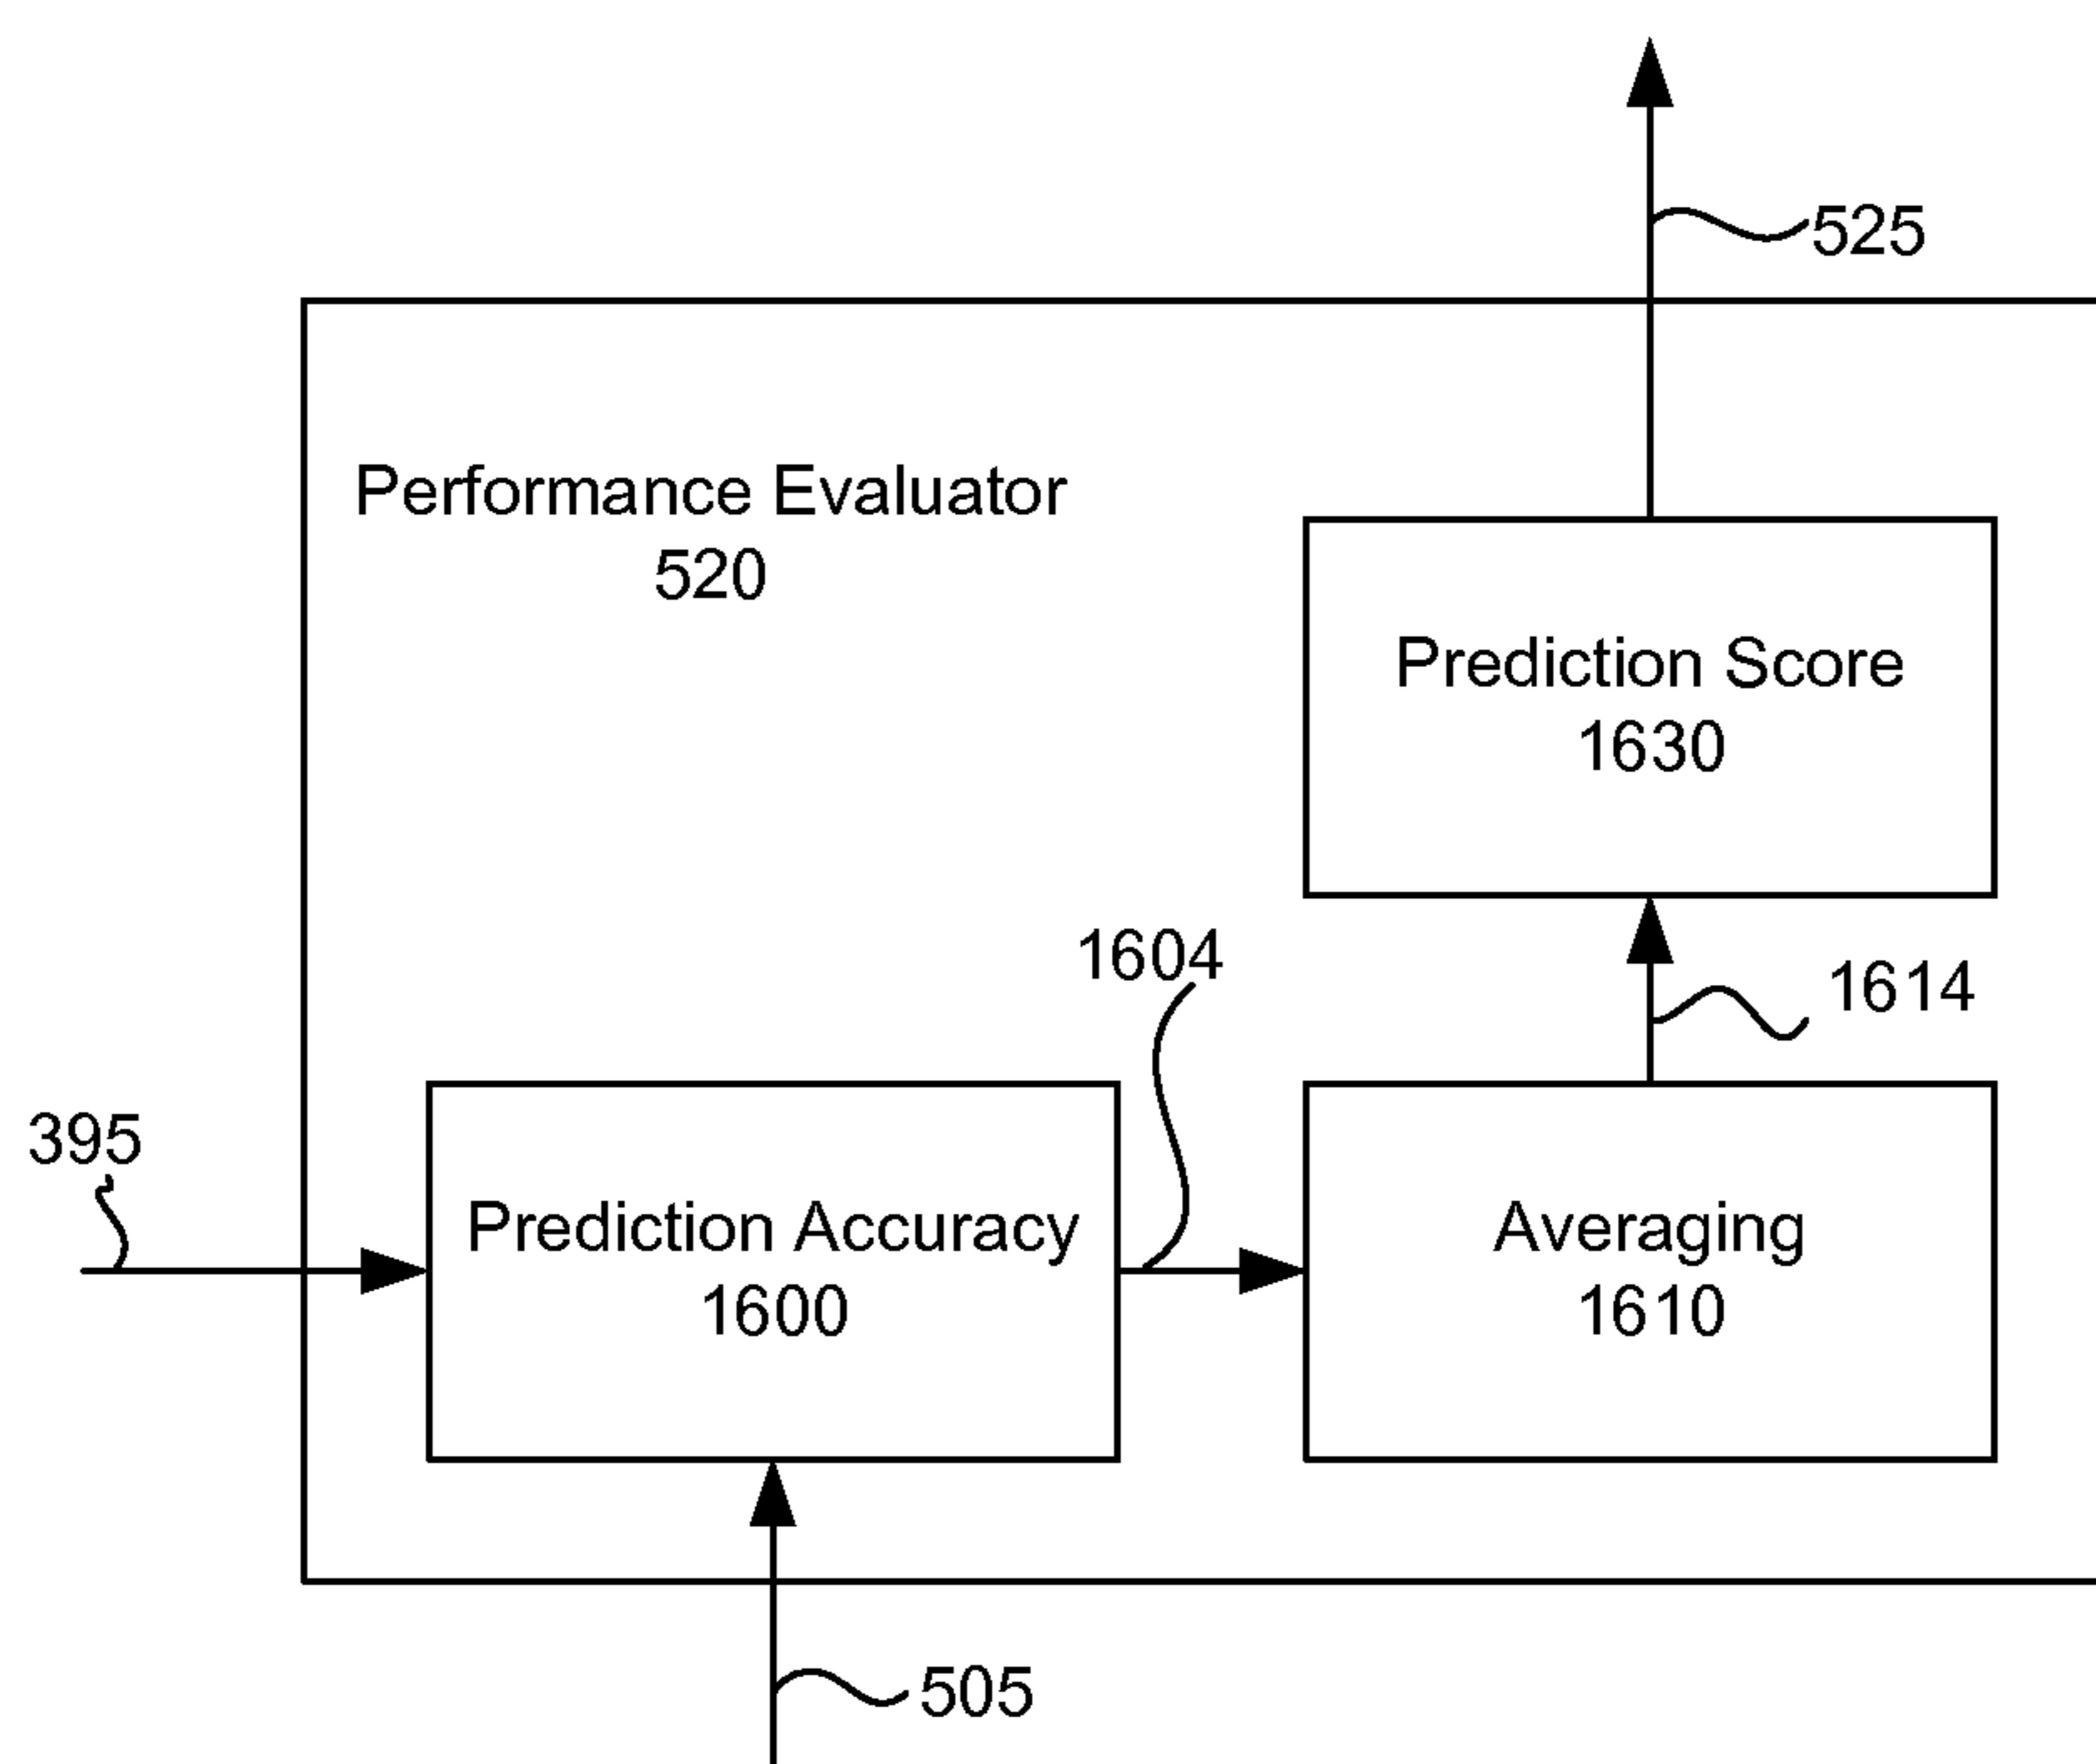 525
Performance Evaluator
520
Prediction Score
1630
1604
1614
395
Prediction Accuracy
1600
Averaging
1610
505